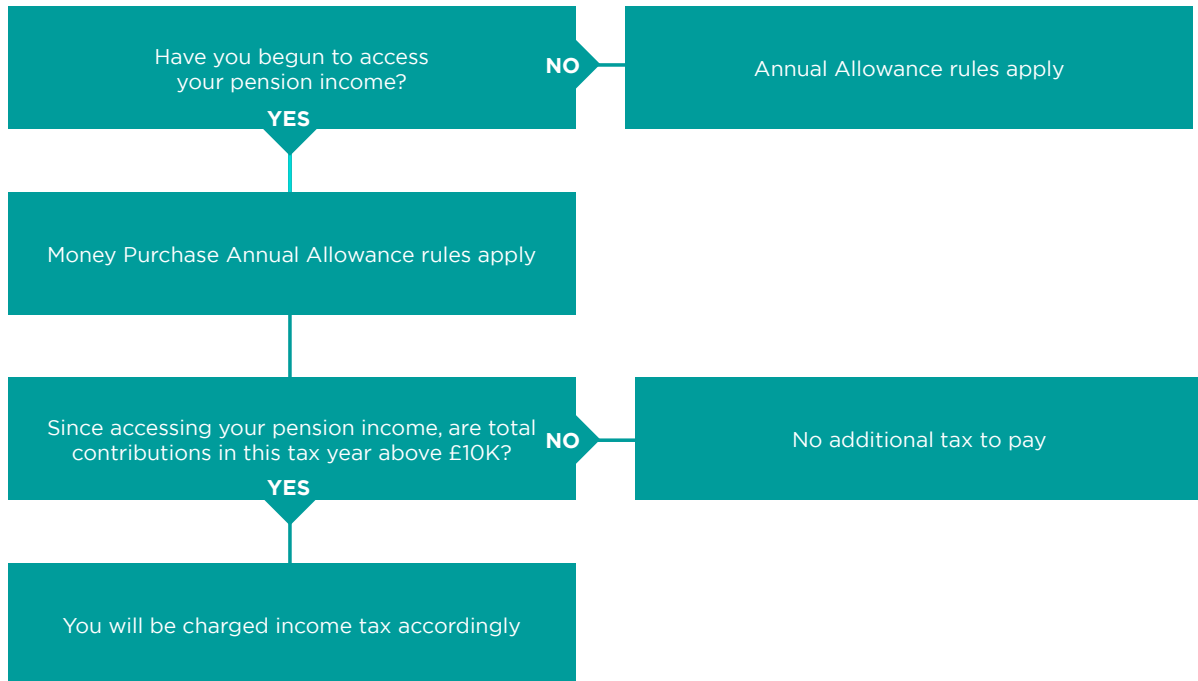 Have you begun to access
your pension income?
NO
Annual Allowance rules apply
YES
Money Purchase Annual Allowance rules apply
Since accessing your pension income, are total
contributions in this tax year above £10K?
NO
No additional tax to pay
YES
You will be charged income tax accordingly